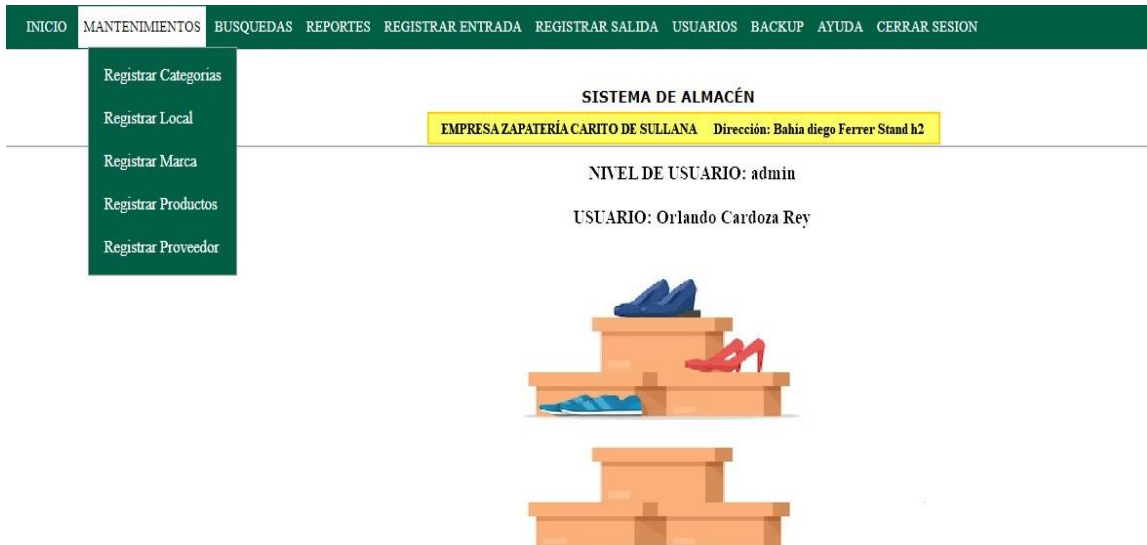 INICIO MANTENIMIENTOS BUSQUEDAS REPORTES REGISTRAR ENTRADA REGISTRAR SALIDA USUARIOS BACKUP AYUDA CERRAR SESION
Registrar Categorias
Registrar Local
Registrar Marca
Registrar Productos
Registrar Proveedor
SISTEMA DE ALMACÉN
EMPRESA ZAPATERÍA CARITO DE SULLANA Dirección: Bahía diego Ferrer Stand h2
NIVEL DE USUARIO: admin
USUARIO: Orlando Cardoza Rey